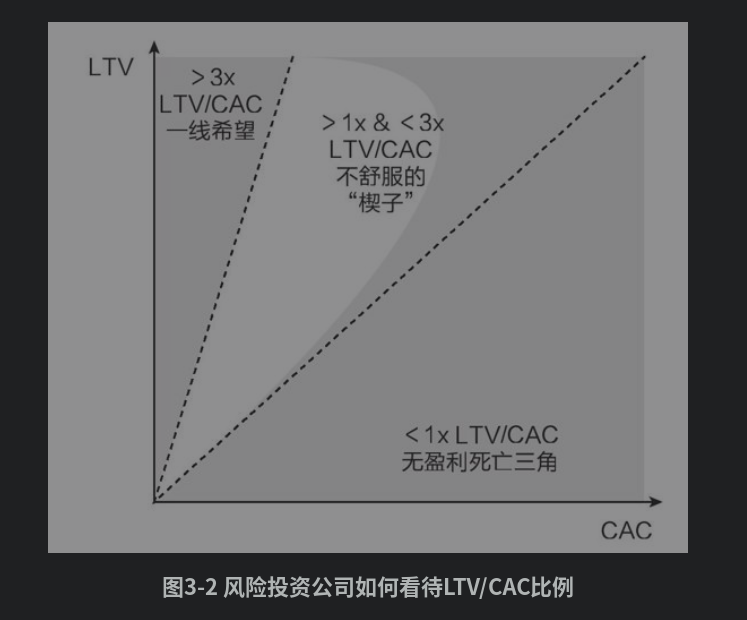 LTV
>3x
LTV/CAC
一线希望
>1x & <3x
LTV/CAC
不舒服的
“楔子”
<1x LTV/CAC
无盈利死亡三角
CAC
图3-2 风险投资公司如何看待LTV/CAC比例